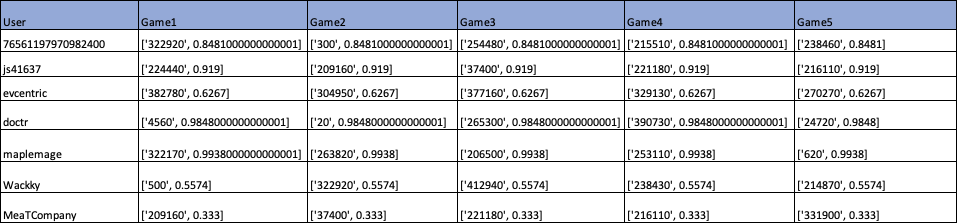 User Game1 Game2 Game3 Game4 Game5
76561197970982400 ['322920', 0.8481000000000001] ['300', 0.8481000000000001] ['254480', 0.8481000000000001] ['215510', 0.8481000000000001] ['238460', 0.8481]
js41637 ['224440', 0.919] ['209160', 0.919] ['37400', 0.919] ['221180', 0.919] ['216110', 0.919]
evcentric ['382780', 0.6267] ['304950', 0.6267] ['377160', 0.6267] ['329130', 0.6267] ['270270', 0.6267]
doctr ['4560', 0.9848000000000001] ['20', 0.9848000000000001] ['265300', 0.9848000000000001] ['390730', 0.9848000000000001] ['24720', 0.9848]
maplemage ['322170', 0.9938000000000001] ['263820', 0.9938] ['206500', 0.9938] ['253110', 0.9938] ['620', 0.9938]
Wackky ['500', 0.5574] ['322920', 0.5574] ['412940', 0.5574] ['238430', 0.5574] ['214870', 0.5574]
MeaTCompany ['209160', 0.333] ['37400', 0.333] ['221180', 0.333] ['216110', 0.333] ['331900', 0.333]